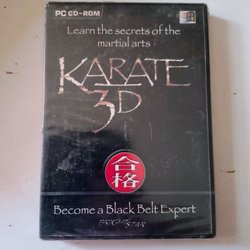 PC CD-ROM
Learn the secrets of the
martial arts
KARATE
3D
合
格
Become a Black Belt Expert